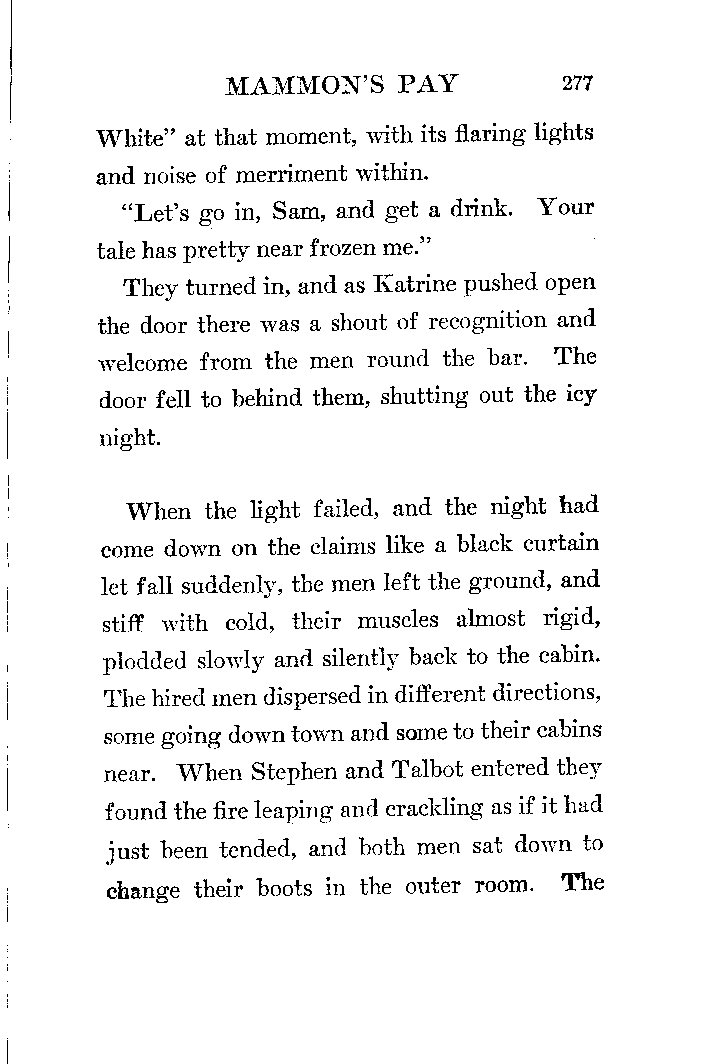 MAMMON'S PAY 277
White" at that moment, with its flaring lights
and noise of merriment within.
"Let's go in, Sam, and get a drink. Your
tale has pretty near frozen me."
They turned in, and as Katrine pushed open
the door there was a shout of recognition and
welcome from the men round the bar. The
door fell to behind them, shutting out the icy
night.
When the light failed, and the night had
come down on the claims like a black curtain
let fall suddenly, the men left the ground, and
stiff with cold, their muscles almost rigid,
plodded slowly and silently back to the cabin.
The hired men dispersed in different directions,
some going down town and some to their cabins
near. When Stephen and Talbot entered they
found the fire leaping and crackling as if it had
just been tended, and both men sat down to
change their boots in the outer room. The